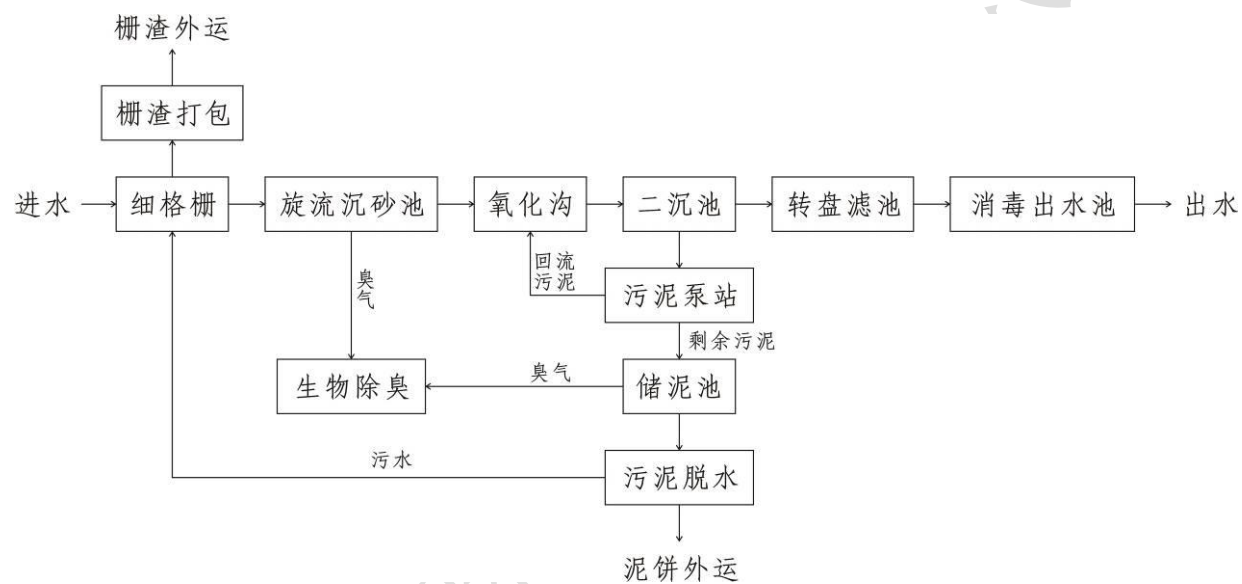 栅渣外运
栅渣打包
进水
细格栅
旋流沉砂池
氧化沟
二沉池
转盘滤池
消毒出水池
出水
臭
气
回流
污泥
污泥泵站
剩余污泥
生物除臭
臭气
储泥池
污水
污泥脱水
泥饼外运